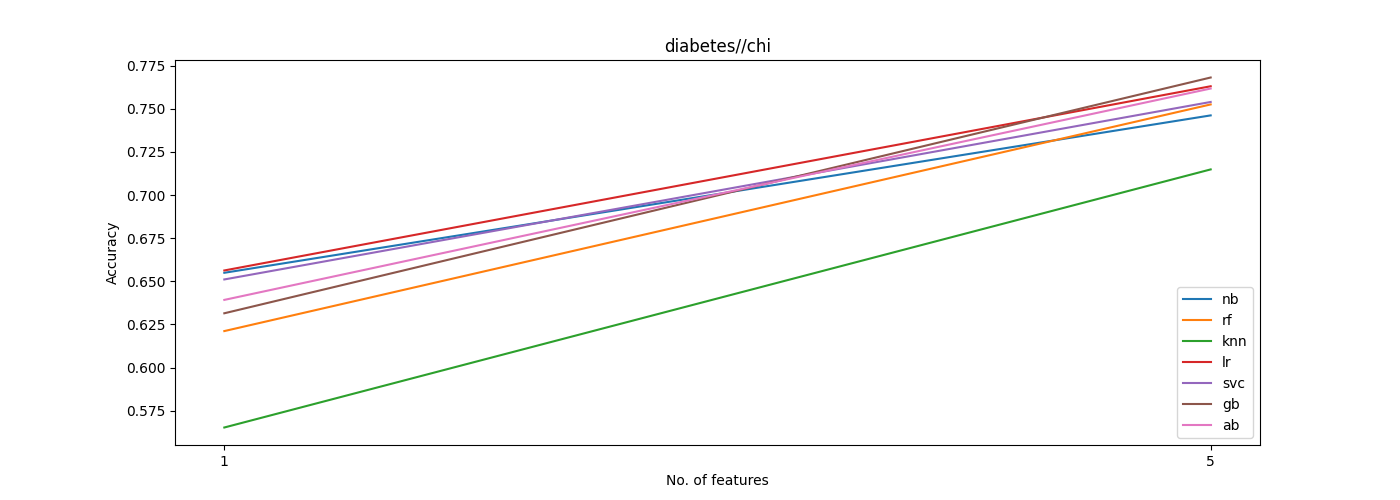 diabetes//chi
0.775
0.750
0.725
0.700
0.675
0.650
0.625
0.600
0.575
Accuracy
1
5
No. of features
nb
rf
knn
lr
svc
gb
ab